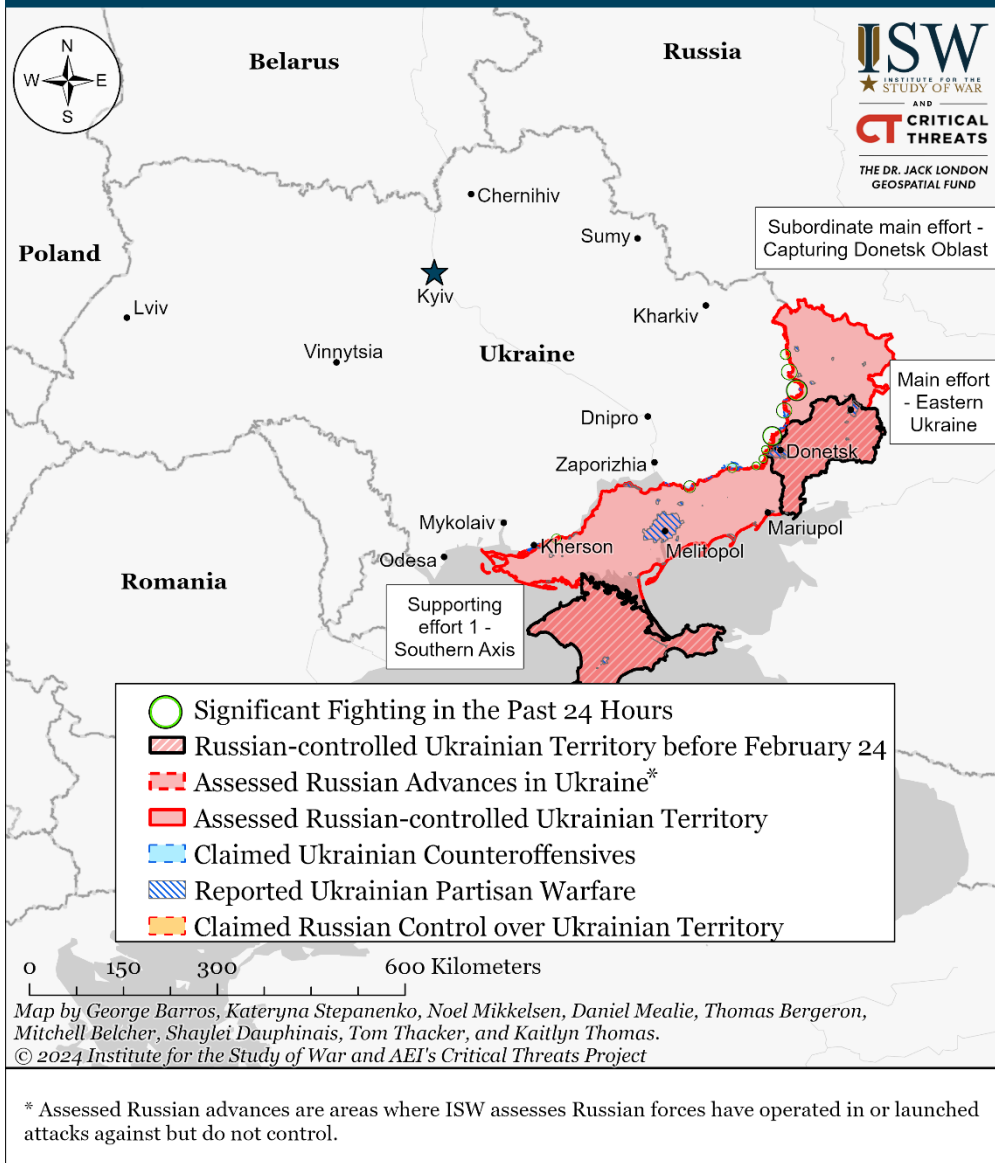 N
W
E
S
Belarus
Russia
ISW
INSTITUTE FOR THE
STUDY OF WAR
AND
CT CRITICAL
THREATS
THE DR. JACK LONDON
GEOSPATIAL FUND
Chernihiv
Sumy
Subordinate main effort -
Capturing Donetsk Oblast
Poland
Kyiv
Lviv
Kharkiv
Vinnytsia
Ukraine
Main effort
- Eastern
Ukraine
Dnipro
Donetsk
Zaporizhia
Mykolaiv
Mariupol
Kherson
Melitopol
Odesa
Romania
Supporting
effort 1 -
Southern Axis
Significant Fighting in the Past 24 Hours
Russian-controlled Ukrainian Territory before February 24
Assessed Russian Advances in Ukraine*
Assessed Russian-controlled Ukrainian Territory
Claimed Ukrainian Counteroffensives
Reported Ukrainian Partisan Warfare
Claimed Russian Control over Ukrainian Territory
0 150 300 600 Kilometers
Map by George Barros, Kateryna Stepanenko, Noel Mikkelsen, Daniel Mealie, Thomas Bergeron,
Mitchell Belcher, Shaylei Dauphinais, Tom Thacker, and Kaitlyn Thomas.
© 2024 Institute for the Study of War and AEI's Critical Threats Project
* Assessed Russian advances are areas where ISW assesses Russian forces have operated in or launched
attacks against but do not control.